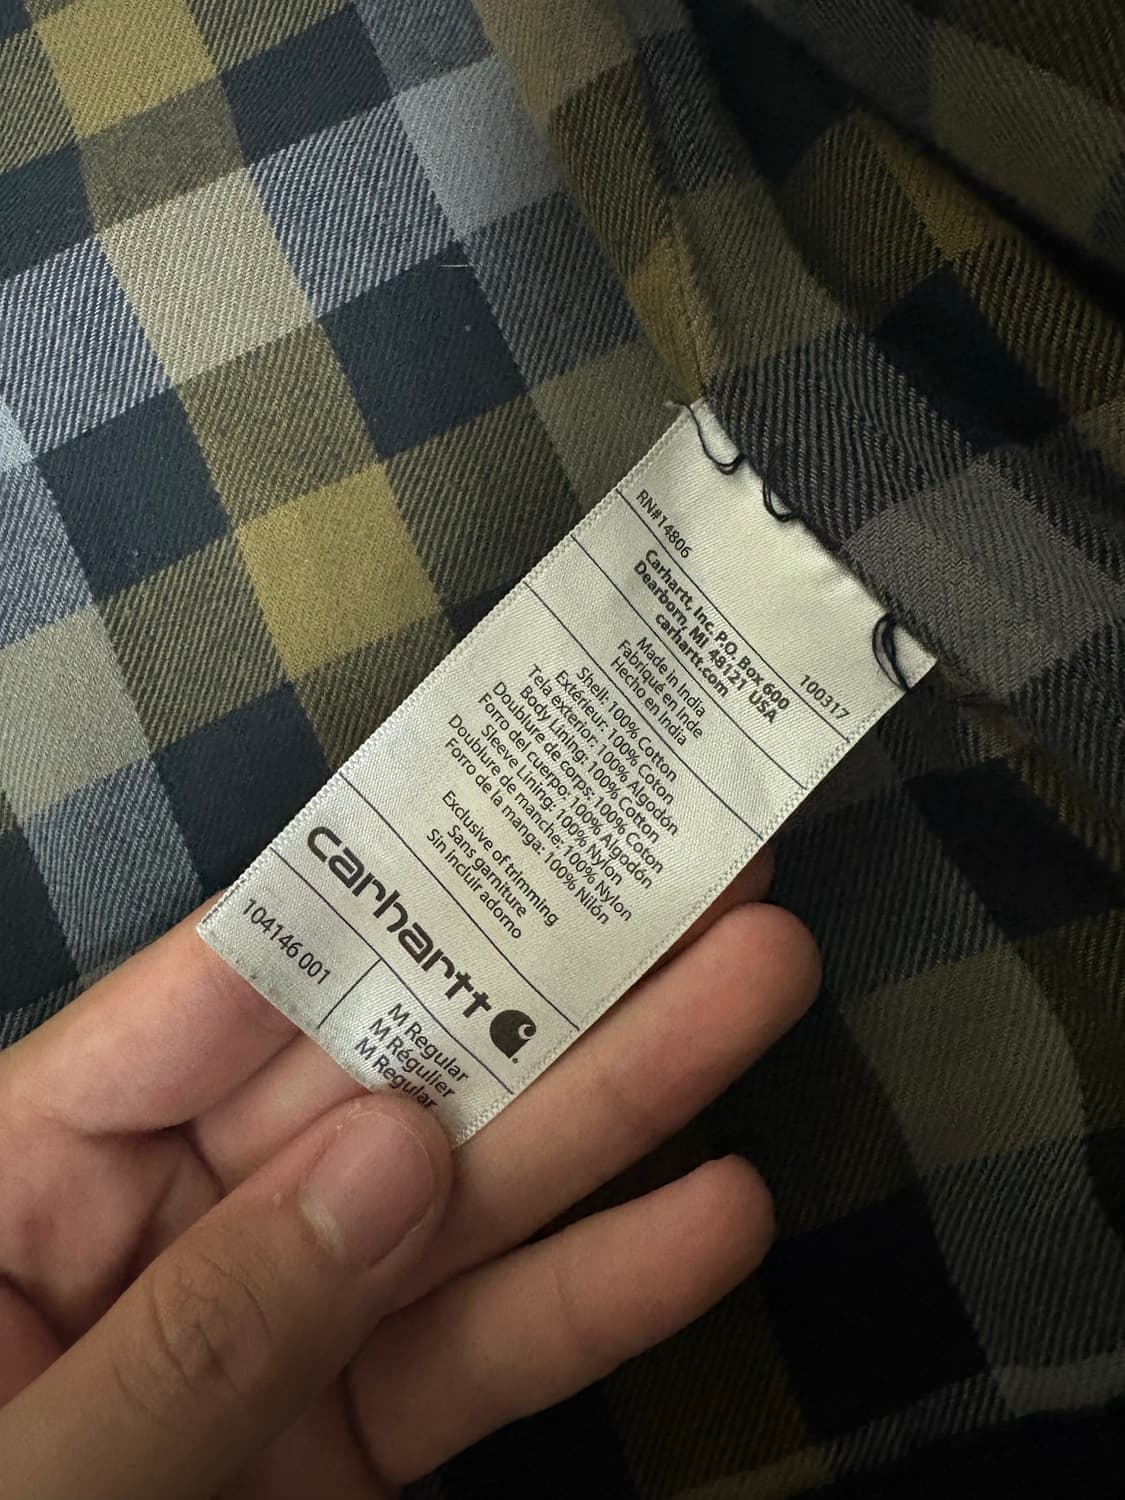 RN#14806 100317
Carhartt, Inc. P.O. Box 600
Dearborn, MI 48121 USA
carhartt.com
Made in India
Fabriqué en Inde
Hecho en India
Shell: 100% Cotton
Extérieur: 100% Coton
Tela exterior: 100% Algodón
Body Lining: 100% Cotton
Doublure de corps: 100% Coton
Forro del cuerpo: 100% Algodón
Sleeve Lining: 100% Nylon
Doublure de manche: 100% Nylon
Forro de la manga: 100% Nilón
Exclusive of trimming
Sans garniture
Sin incluir adorno
carhartt
104146 001
M Regular
M Régulier
M Regular